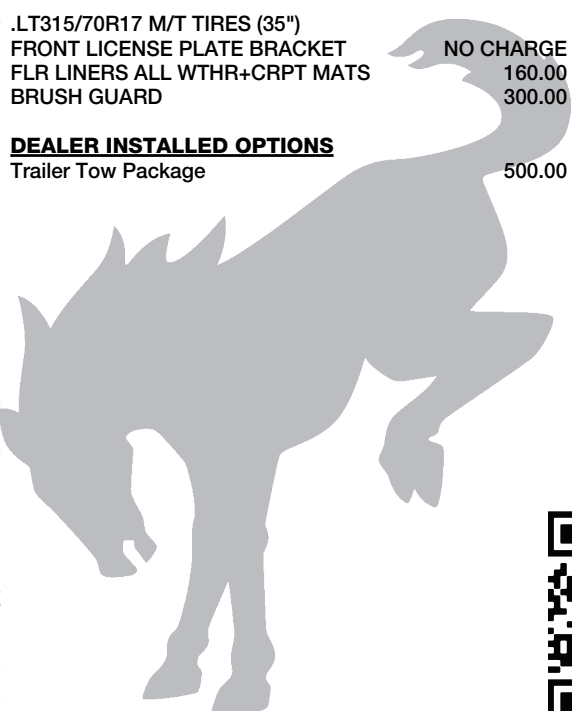 .LT315/70R17 M/T TIRES (35")
FRONT LICENSE PLATE BRACKET NO CHARGE
FLR LINERS ALL WTHR+CRPT MATS 160.00
BRUSH GUARD 300.00
DEALER INSTALLED OPTIONS
Trailer Tow Package 500.00